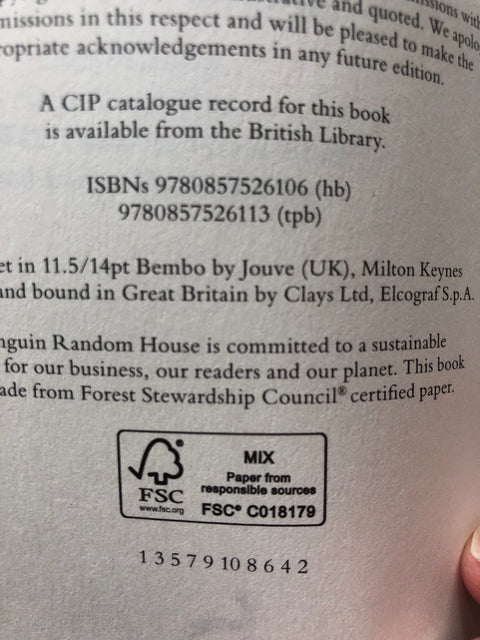 missions in this respect and will be pleased to make the
ropriate acknowledgements in any future edition.
A CIP catalogue record for this book
is available from the British Library.
ISBNs 9780857526106 (hb)
9780857526113 (tpb)
et in 11.5/14pt Bembo by Jouve (UK), Milton Keynes
and bound in Great Britain by Clays Ltd, Elcograf S.p.A.
nguin Random House is committed to a sustainable
for our business, our readers and our planet. This book
ade from Forest Stewardship Council® certified paper.
FSC
www.fsc.org
MIX
Paper from
responsible sources
FSC® C018179
1 3 5 7 9 10 8 6 4 2